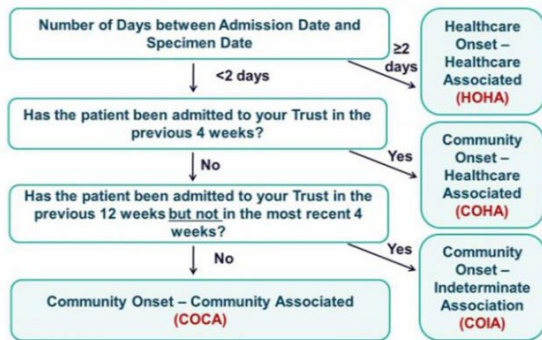 Number of Days between Admission Date and
Specimen Date
≥2
days
Healthcare
Onset –
Healthcare
Associated
(HOHA)
<2 days
Has the patient been admitted to your Trust in the
previous 4 weeks?
Yes
Community
Onset –
Healthcare
Associated
(COHA)
No
Has the patient been admitted to your Trust in the
previous 12 weeks but not in the most recent 4
weeks?
Yes
Community
Onset –
Indeterminate
Association
(COIA)
No
Community Onset – Community Associated
(COCA)